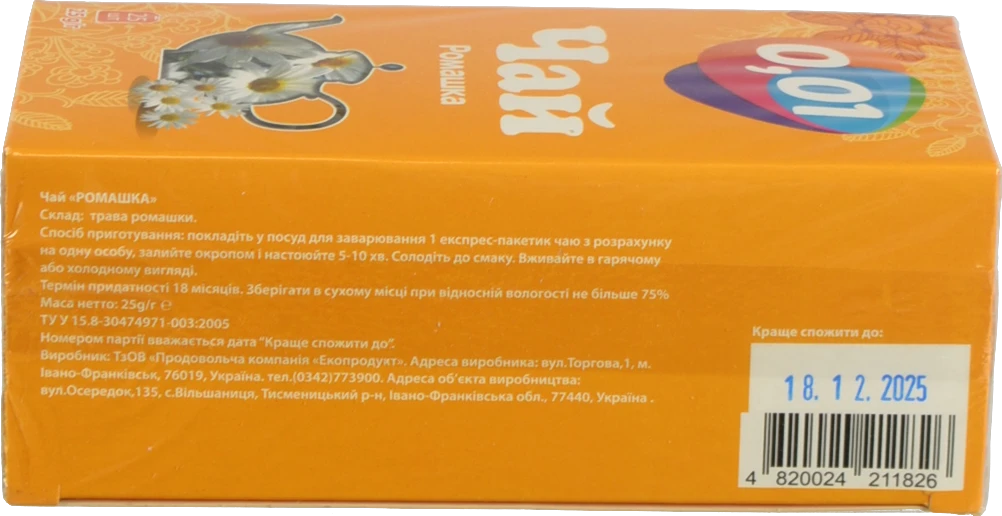 Чай
Ромашка
0,01
Чай «РОМАШКА»
Склад: трава ромашки.
Спосіб приготування: покладіть у посуд для заварювання 1 експрес-пакетик чаю з розрахунку
на одну особу, залийте окропом і настоюйте 5-10 хв. Солодіть до смаку. Вживайте в гарячому
або холодному вигляді.
Термін придатності 18 місяців. Зберігати в сухому місці при відносній вологості не більше 75%
Маса нетто: 25g/г ℮
ТУ У 15.8-30474971-003:2005
Номером партії вважається дата "Краще спожити до".
Виробник: ТзОВ «Продовольча компанія «Екопродукт». Адреса виробника: вул.Торгова,1, м.
Івано-Франківськ, 76019, Україна. тел.(0342)773900. Адреса об'єкта виробництва:
вул.Осередок,135, с.Вільшаниця, Тисменицький р-н, Івано-Франківська обл., 77440, Україна .
Краще спожити до:
18. 12. 2025
4 820024 211826